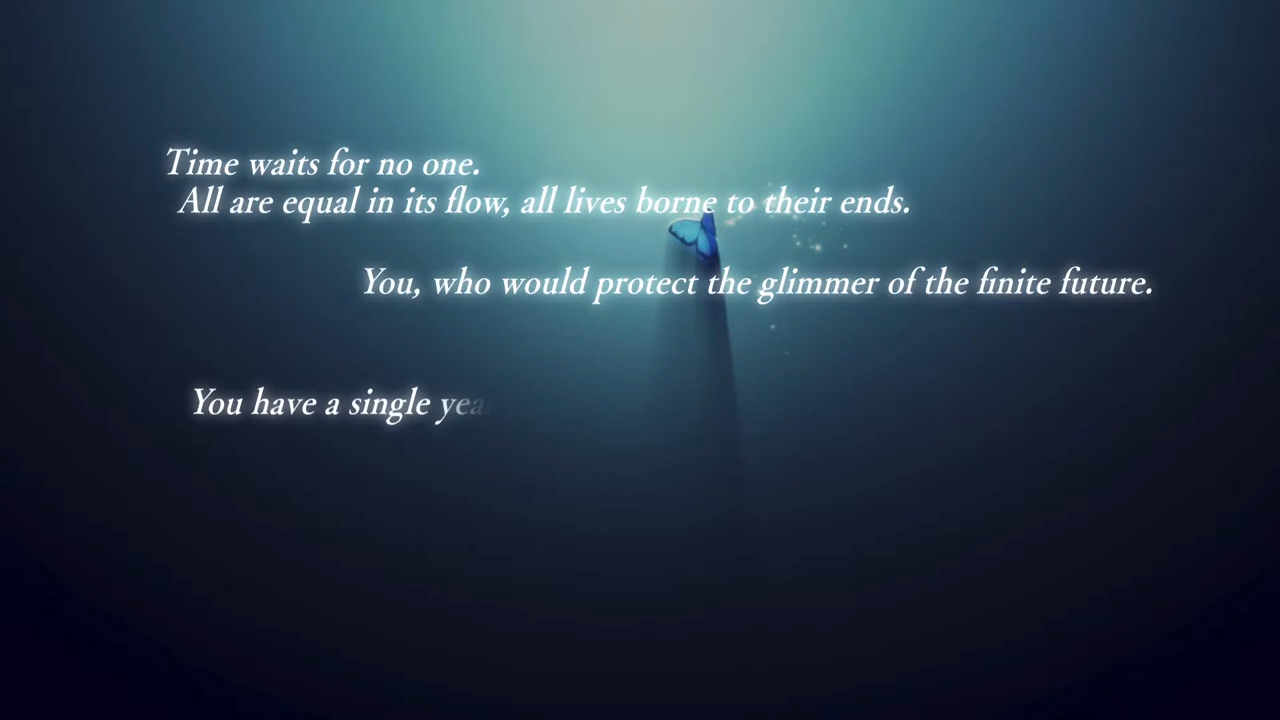 Time waits for no one.
All are equal in its flow, all lives borne to their ends.
You, who would protect the glimmer of the finite future.
You have a single yea